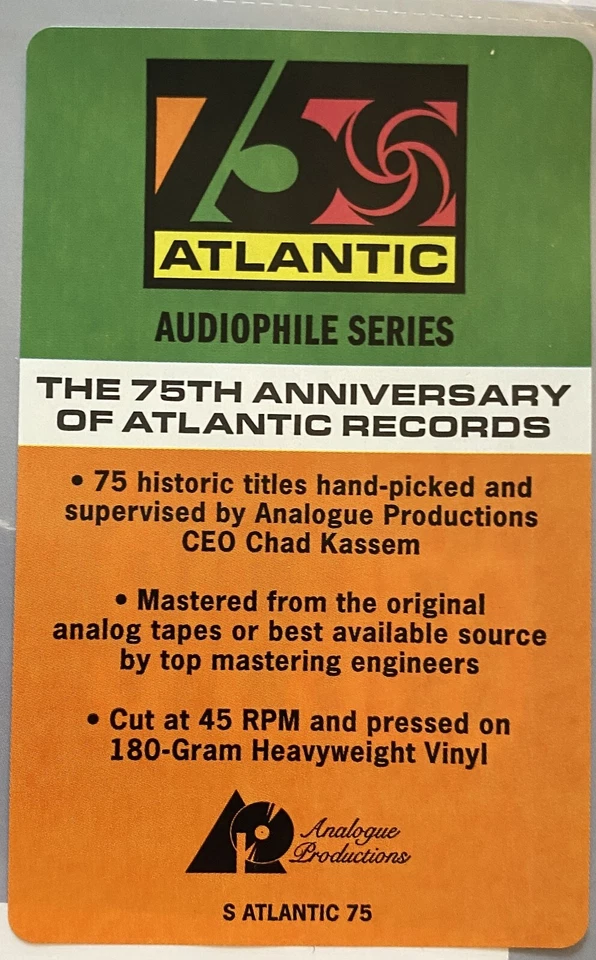 75
ATLANTIC
AUDIOPHILE SERIES
THE 75TH ANNIVERSARY
OF ATLANTIC RECORDS
• 75 historic titles hand-picked and
supervised by Analogue Productions
CEO Chad Kassem
• Mastered from the original
analog tapes or best available source
by top mastering engineers
• Cut at 45 RPM and pressed on
180-Gram Heavyweight Vinyl
Analogue
Productions
S ATLANTIC 75